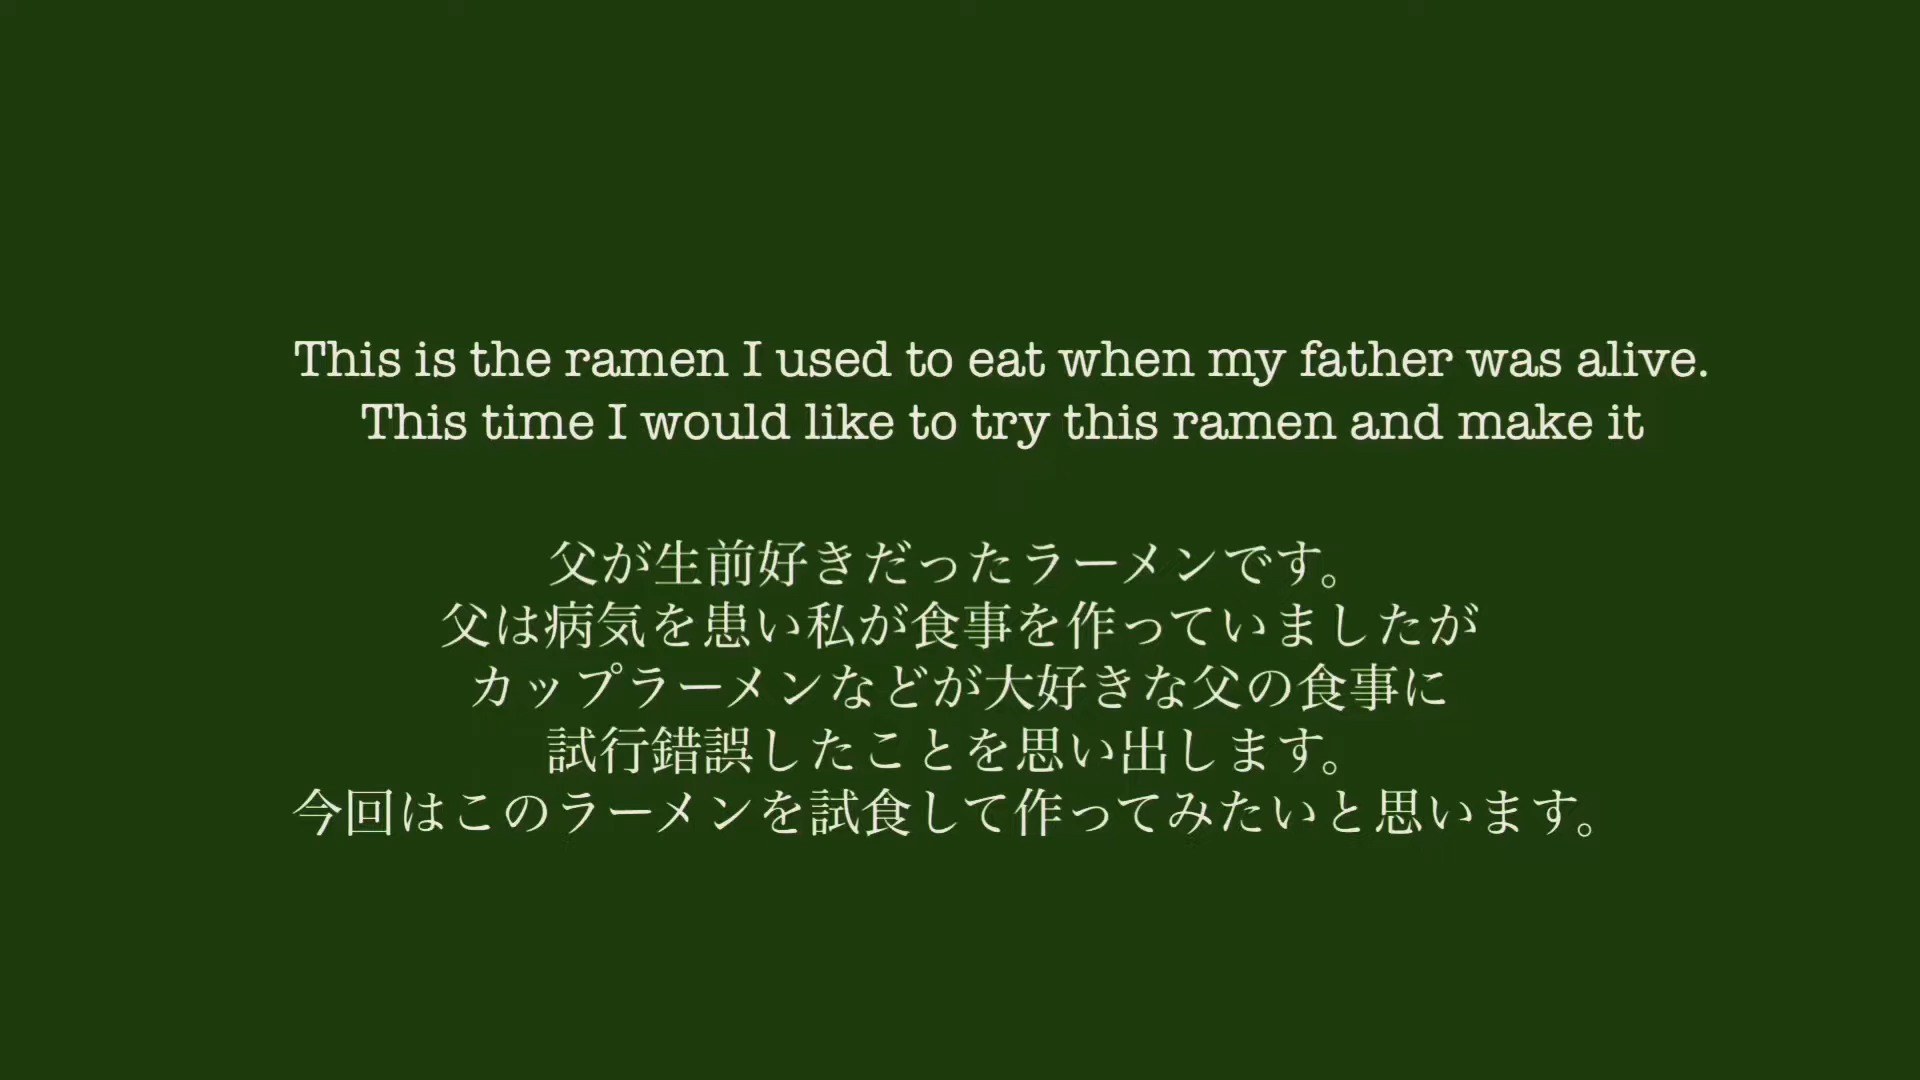 This is the ramen I used to eat when my father was alive.
This time I would like to try this ramen and make it
父が生前好きだったラーメンです。
父は病気を患い私が食事を作っていましたが
カップラーメンなどが大好きな父の食事に
試行錯誤したことを思い出します。
今回はこのラーメンを試食して作ってみたいと思います。